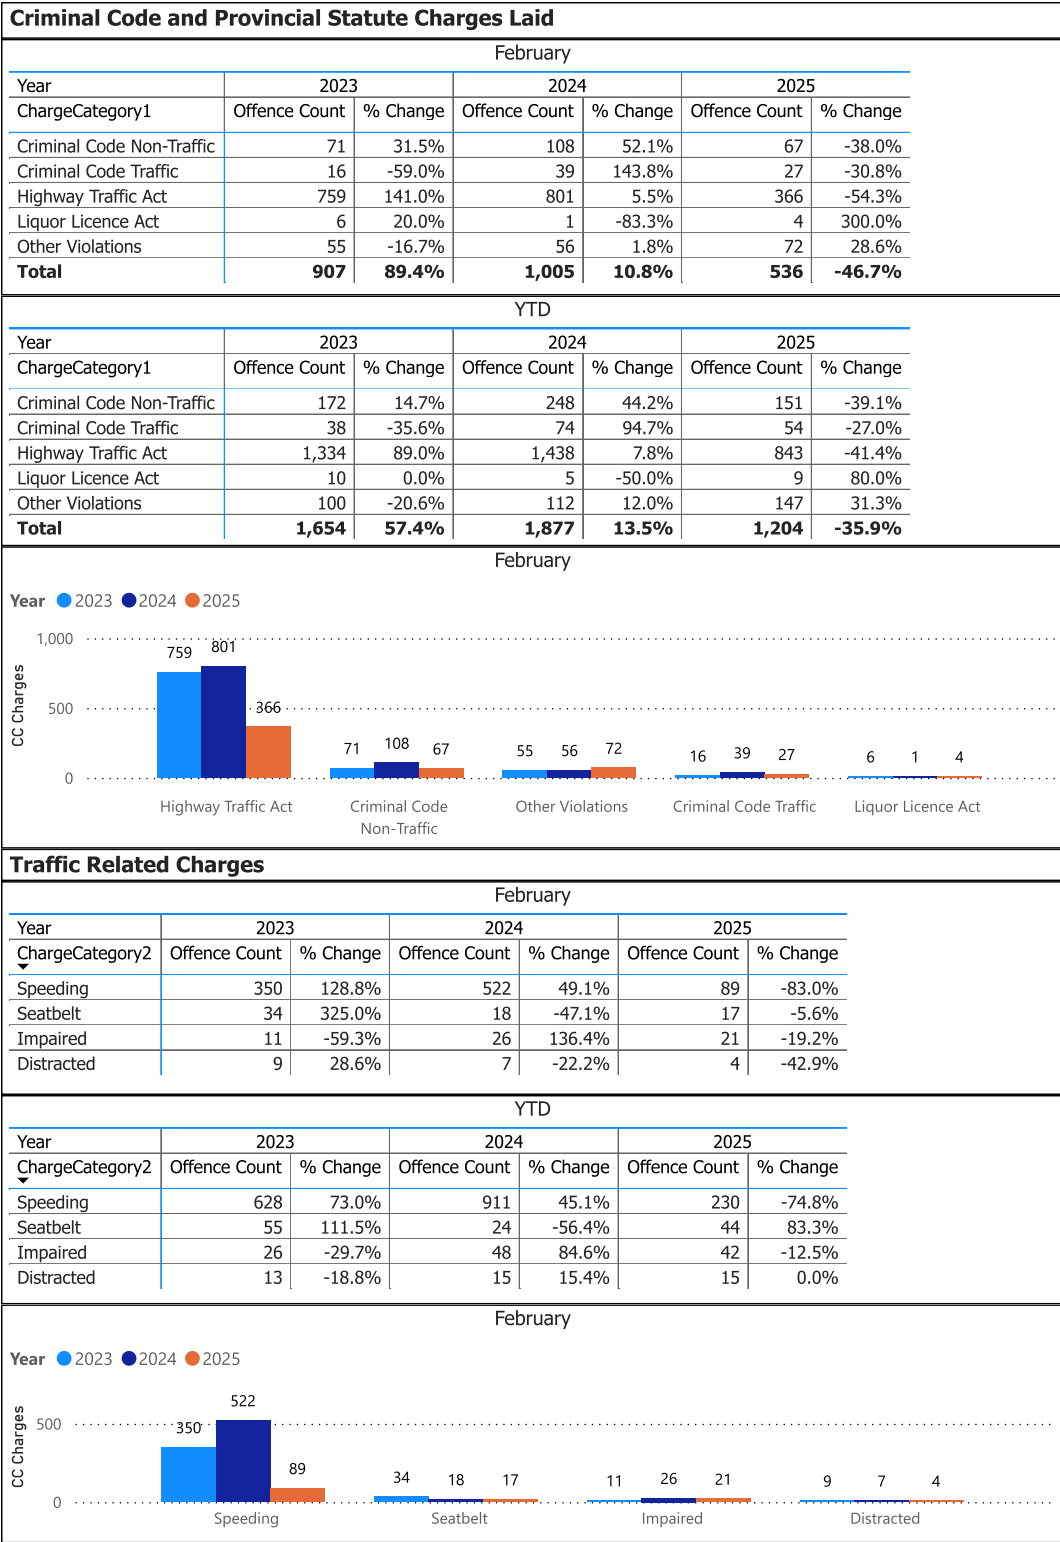 Criminal Code and Provincial Statute Charges Laid
February
Year 2023 2024 2025
ChargeCategory1 Offence Count % Change Offence Count % Change Offence Count % Change
Criminal Code Non-Traffic 71 31.5% 108 52.1% 67 -38.0%
Criminal Code Traffic 16 -59.0% 39 143.8% 27 -30.8%
Highway Traffic Act 759 141.0% 801 5.5% 366 -54.3%
Liquor Licence Act 6 20.0% 1 -83.3% 4 300.0%
Other Violations 55 -16.7% 56 1.8% 72 28.6%
Total 907 89.4% 1,005 10.8% 536 -46.7%
YTD
Year 2023 2024 2025
ChargeCategory1 Offence Count % Change Offence Count % Change Offence Count % Change
Criminal Code Non-Traffic 172 14.7% 248 44.2% 151 -39.1%
Criminal Code Traffic 38 -35.6% 74 94.7% 54 -27.0%
Highway Traffic Act 1,334 89.0% 1,438 7.8% 843 -41.4%
Liquor Licence Act 10 0.0% 5 -50.0% 9 80.0%
Other Violations 100 -20.6% 112 12.0% 147 31.3%
Total 1,654 57.4% 1,877 13.5% 1,204 -35.9%
February
Year 2023 2024 2025
CC Charges
1,000
500
0
759 801 366
71 108 67
55 56 72
16 39 27
6 1 4
Highway Traffic Act Criminal Code Other Violations Criminal Code Traffic Liquor Licence Act
Non-Traffic
Traffic Related Charges
February
Year 2023 2024 2025
ChargeCategory2 Offence Count % Change Offence Count % Change Offence Count % Change
Speeding 350 128.8% 522 49.1% 89 -83.0%
Seatbelt 34 325.0% 18 -47.1% 17 -5.6%
Impaired 11 -59.3% 26 136.4% 21 -19.2%
Distracted 9 28.6% 7 -22.2% 4 -42.9%
YTD
Year 2023 2024 2025
ChargeCategory2 Offence Count % Change Offence Count % Change Offence Count % Change
Speeding 628 73.0% 911 45.1% 230 -74.8%
Seatbelt 55 111.5% 24 -56.4% 44 83.3%
Impaired 26 -29.7% 48 84.6% 42 -12.5%
Distracted 13 -18.8% 15 15.4% 15 0.0%
February
Year 2023 2024 2025
CC Charges
500
0
350 522 89
34 18 17
11 26 21
9 7 4
Speeding Seatbelt Impaired Distracted